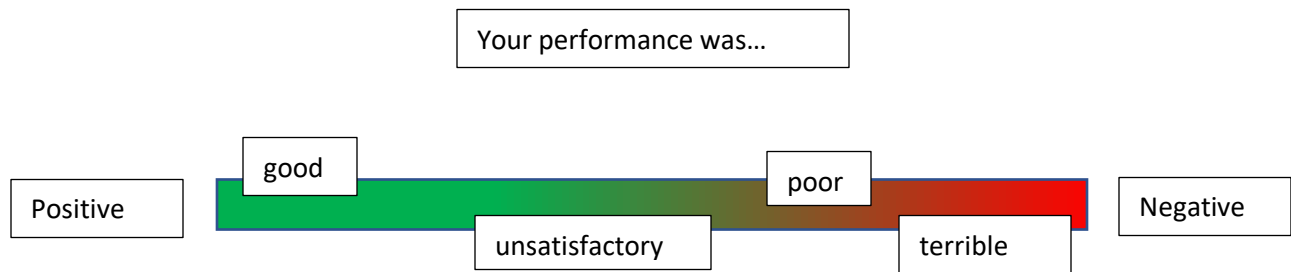 Your performance was…
good
poor
Positive
Negative
unsatisfactory
terrible